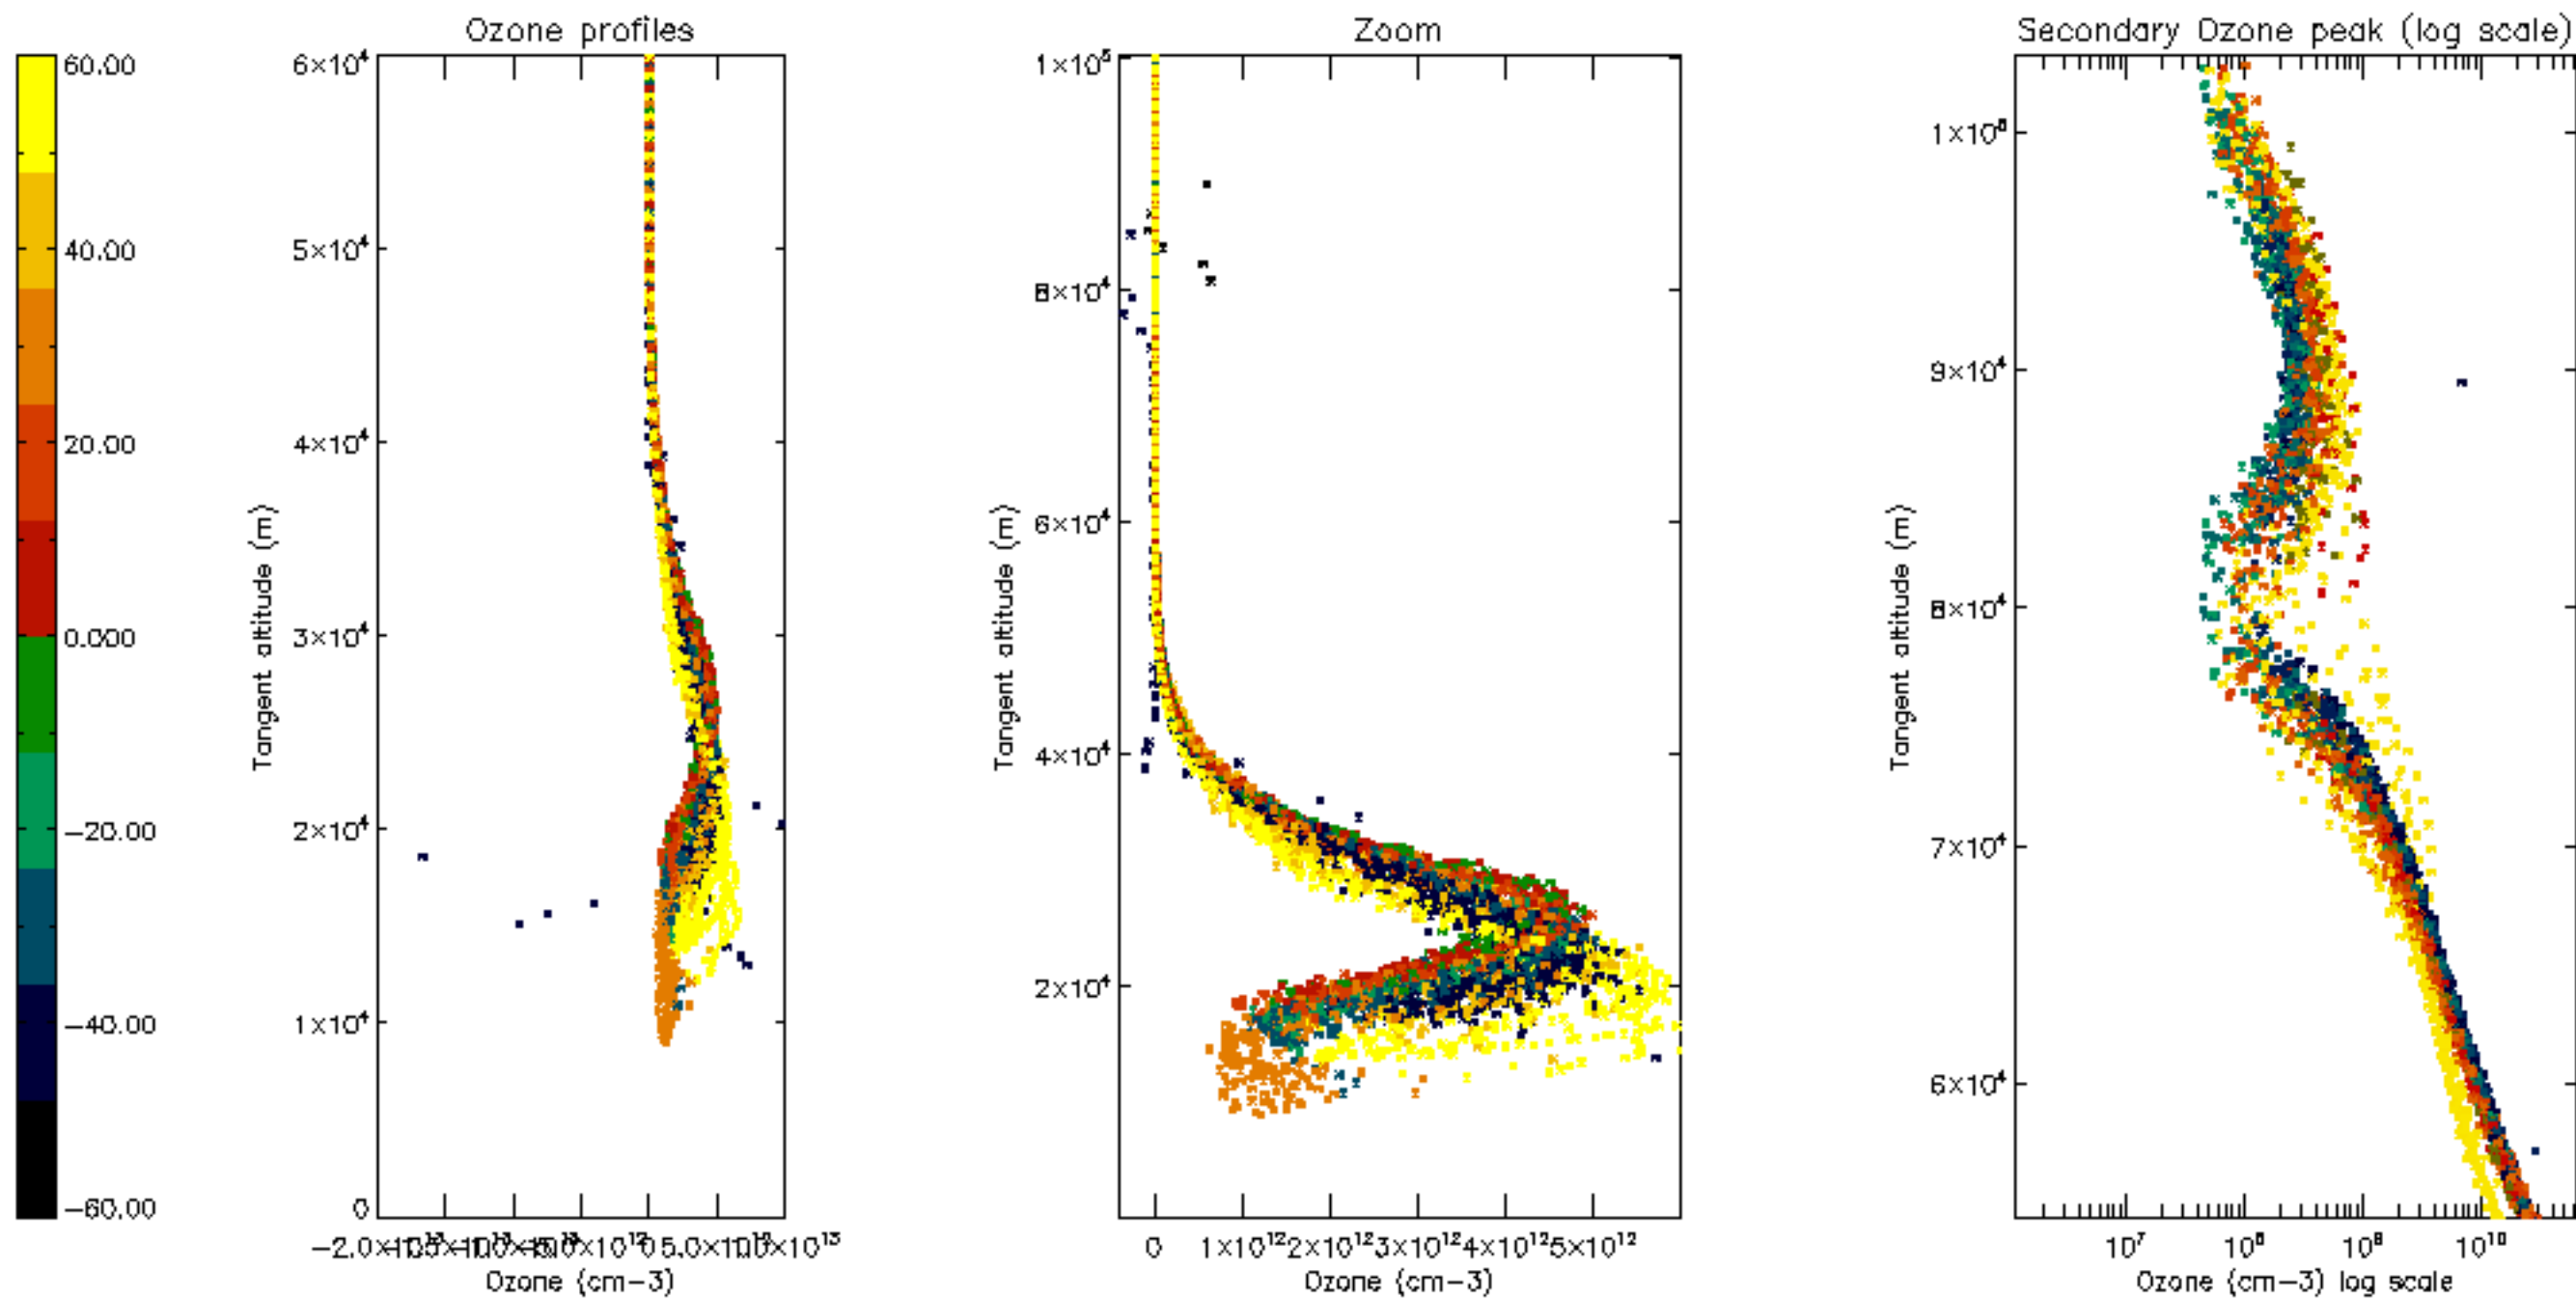 Ozone profiles
Zoom
Secondary Ozone peak (log scale)
60.00
40.00
20.00
0.000
−20.00
−40.00
−60.00
6×10⁴
5×10⁴
4×10⁴
3×10⁴
2×10⁴
1×10⁴
0
Tangent altitude (m)
Ozone (cm−3)
1×10⁵
8×10⁴
6×10⁴
4×10⁴
2×10⁴
Tangent altitude (m)
0 1×10¹² 2×10¹² 3×10¹² 4×10¹² 5×10¹²
Ozone (cm−3)
1×10⁵
9×10⁴
8×10⁴
7×10⁴
6×10⁴
Tangent altitude (m)
10⁷ 10⁸ 10⁹ 10¹⁰
Ozone (cm−3) log scale